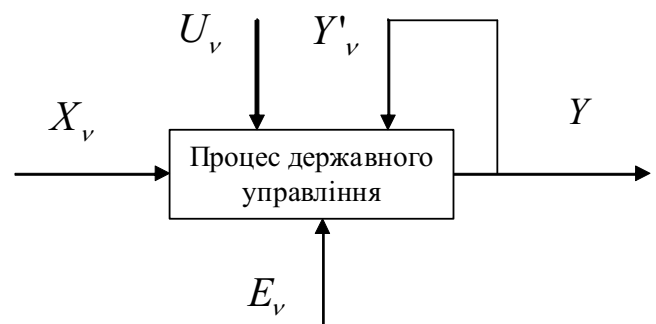 U_ν
Y'_ν
X_ν
Y
Процес державного
управління
E_ν